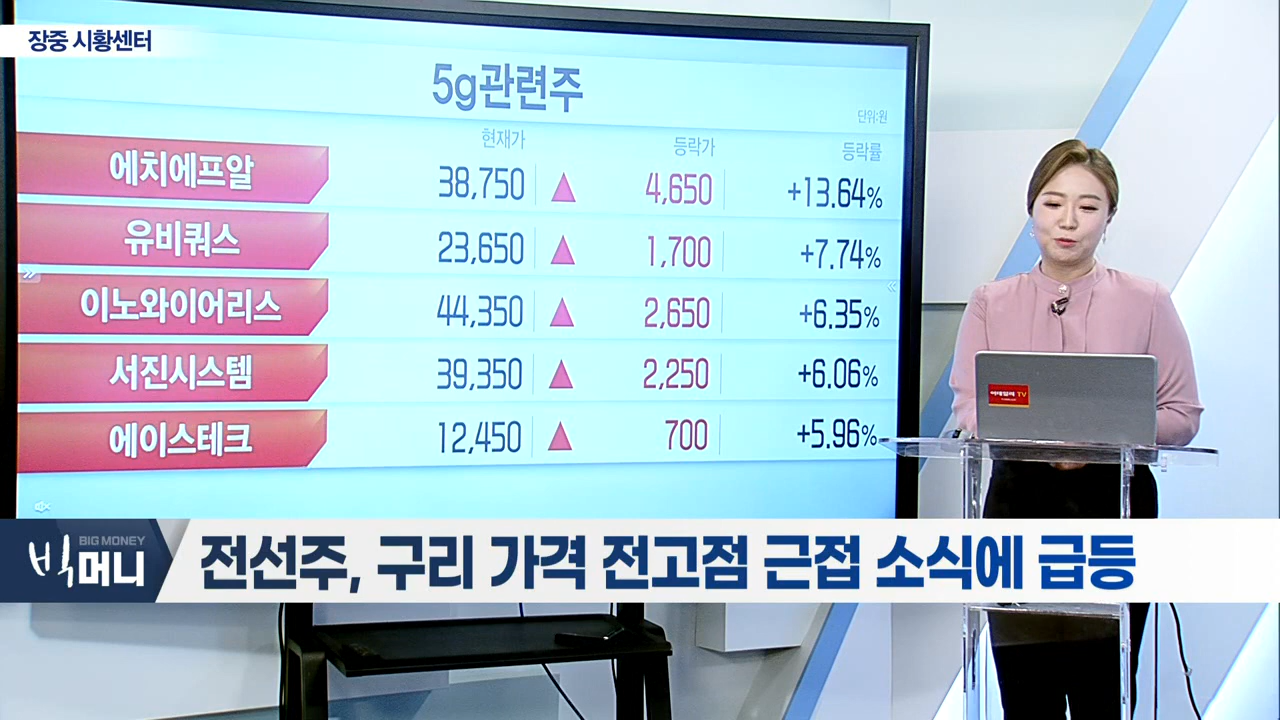 장중 시황센터
5g관련주
단위:원
현재가 등락가 등락률
에치에프알 38,750 ▲ 4,650 +13.64%
유비쿼스 23,650 ▲ 1,700 +7.74%
이노와이어리스 44,350 ▲ 2,650 +6.35%
서진시스템 39,350 ▲ 2,250 +6.06%
에이스테크 12,450 ▲ 700 +5.96%
이데일리 TV
BIG MONEY
빅머니
전선주, 구리 가격 전고점 근접 소식에 급등